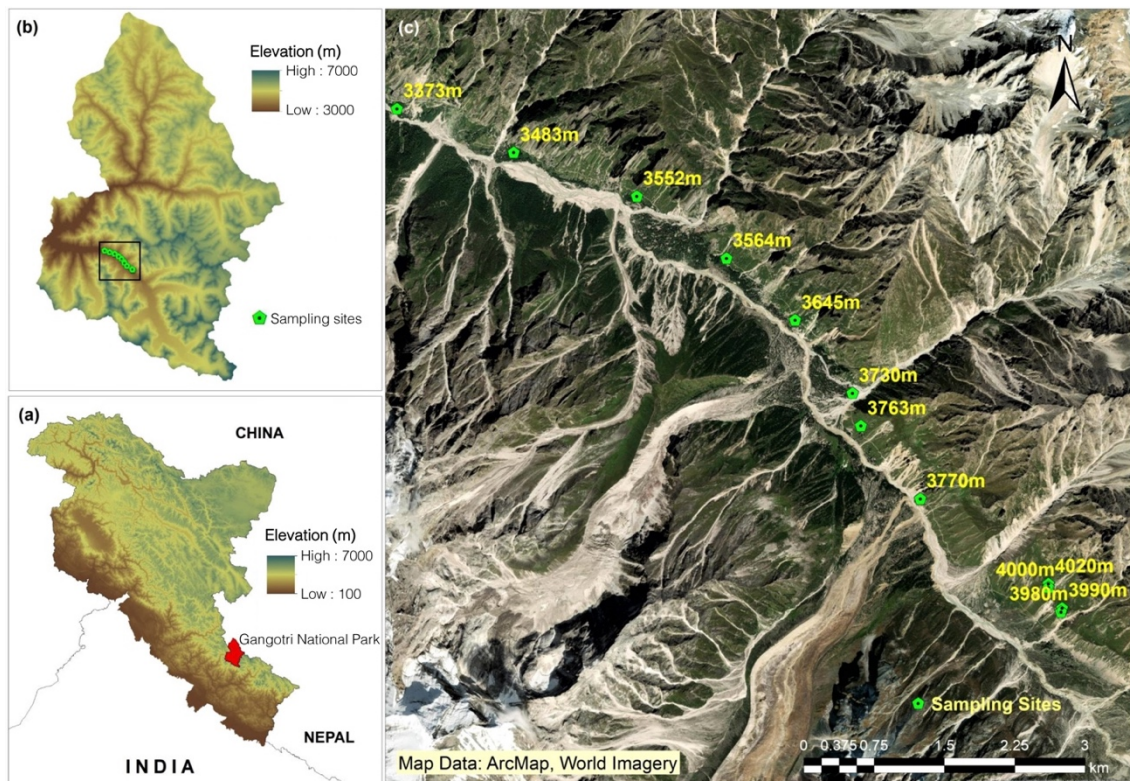 (b)
Elevation (m)
High : 7000
Low : 3000
Sampling sites
(a)
CHINA
Elevation (m)
High : 7000
Low : 100
Gangotri National Park
NEPAL
INDIA
(c)
N
3373m
3483m
3552m
3564m
3645m
3730m
3763m
3770m
4000m 4020m
3980m 3990m
Sampling Sites
0 0.375 0.75 1.5 2.25 3
km
Map Data: ArcMap, World Imagery